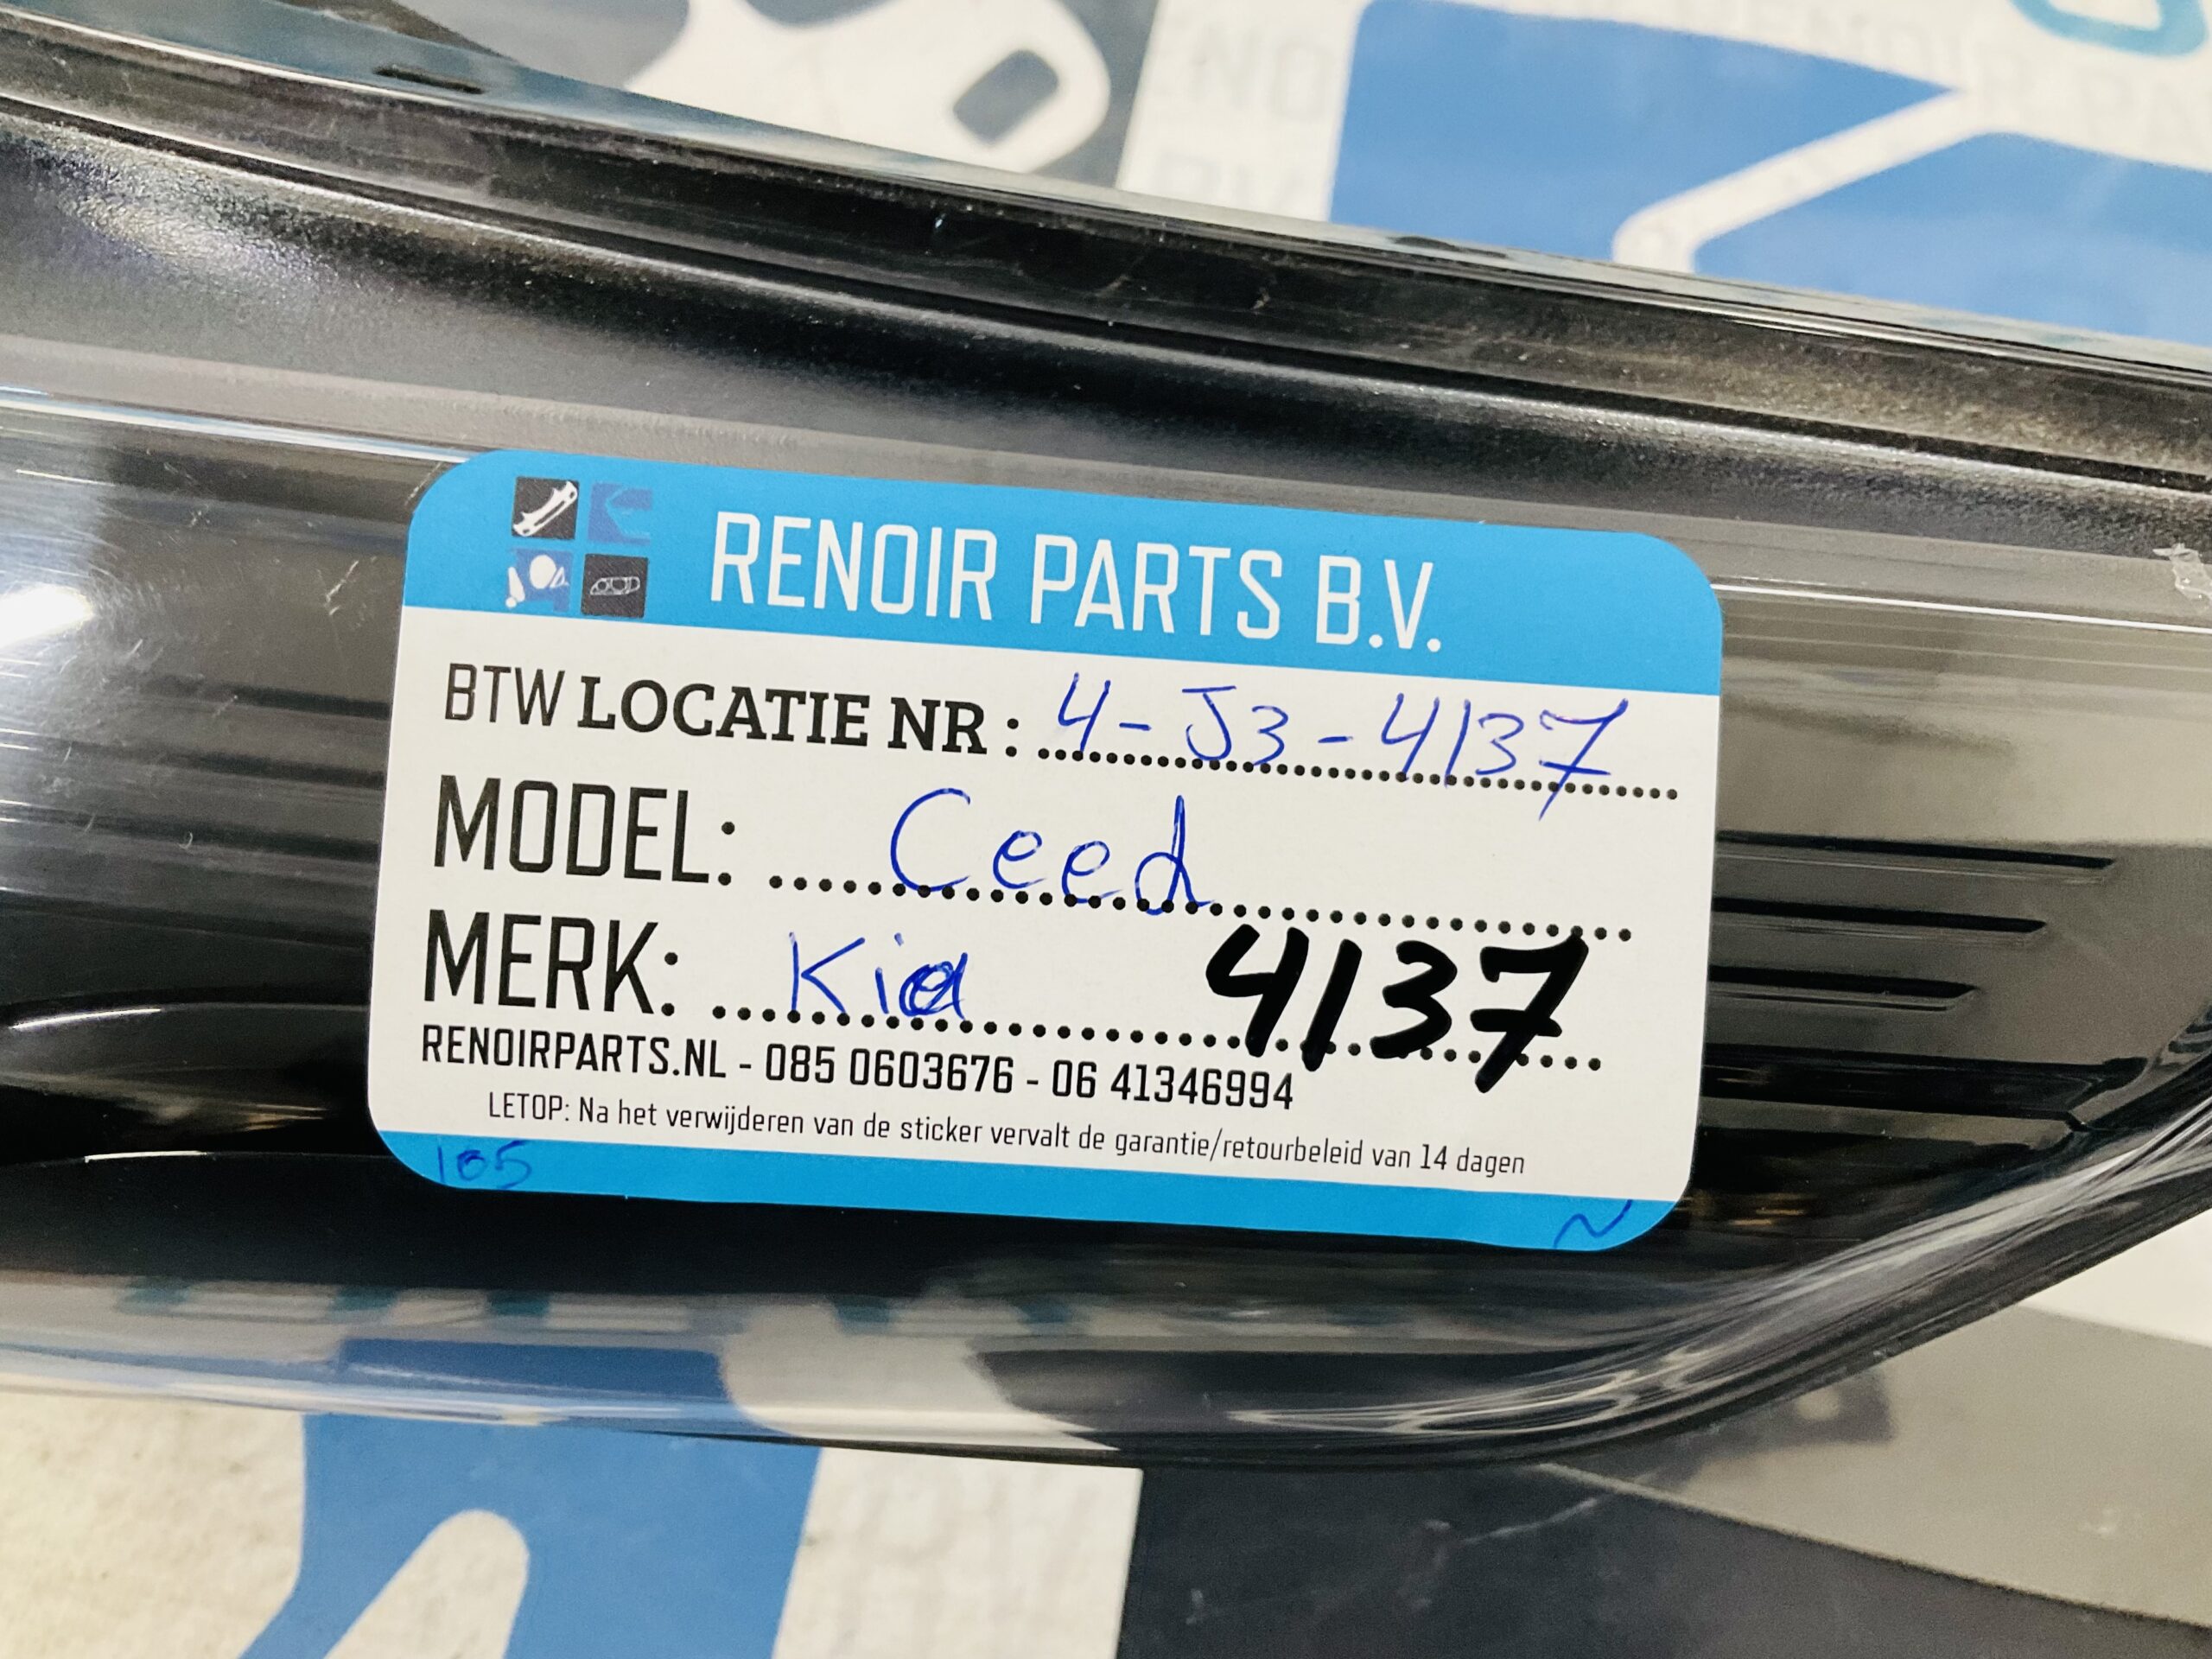 RENOIR PARTS B.V.
BTW LOCATIE NR : 4-J3-4137
MODEL: Ceed
MERK: Kia 4137
RENOIRPARTS.NL - 085 0603676 - 06 41346994
LETOP: Na het verwijderen van de sticker vervalt de garantie/retourbeleid van 14 dagen
105
N